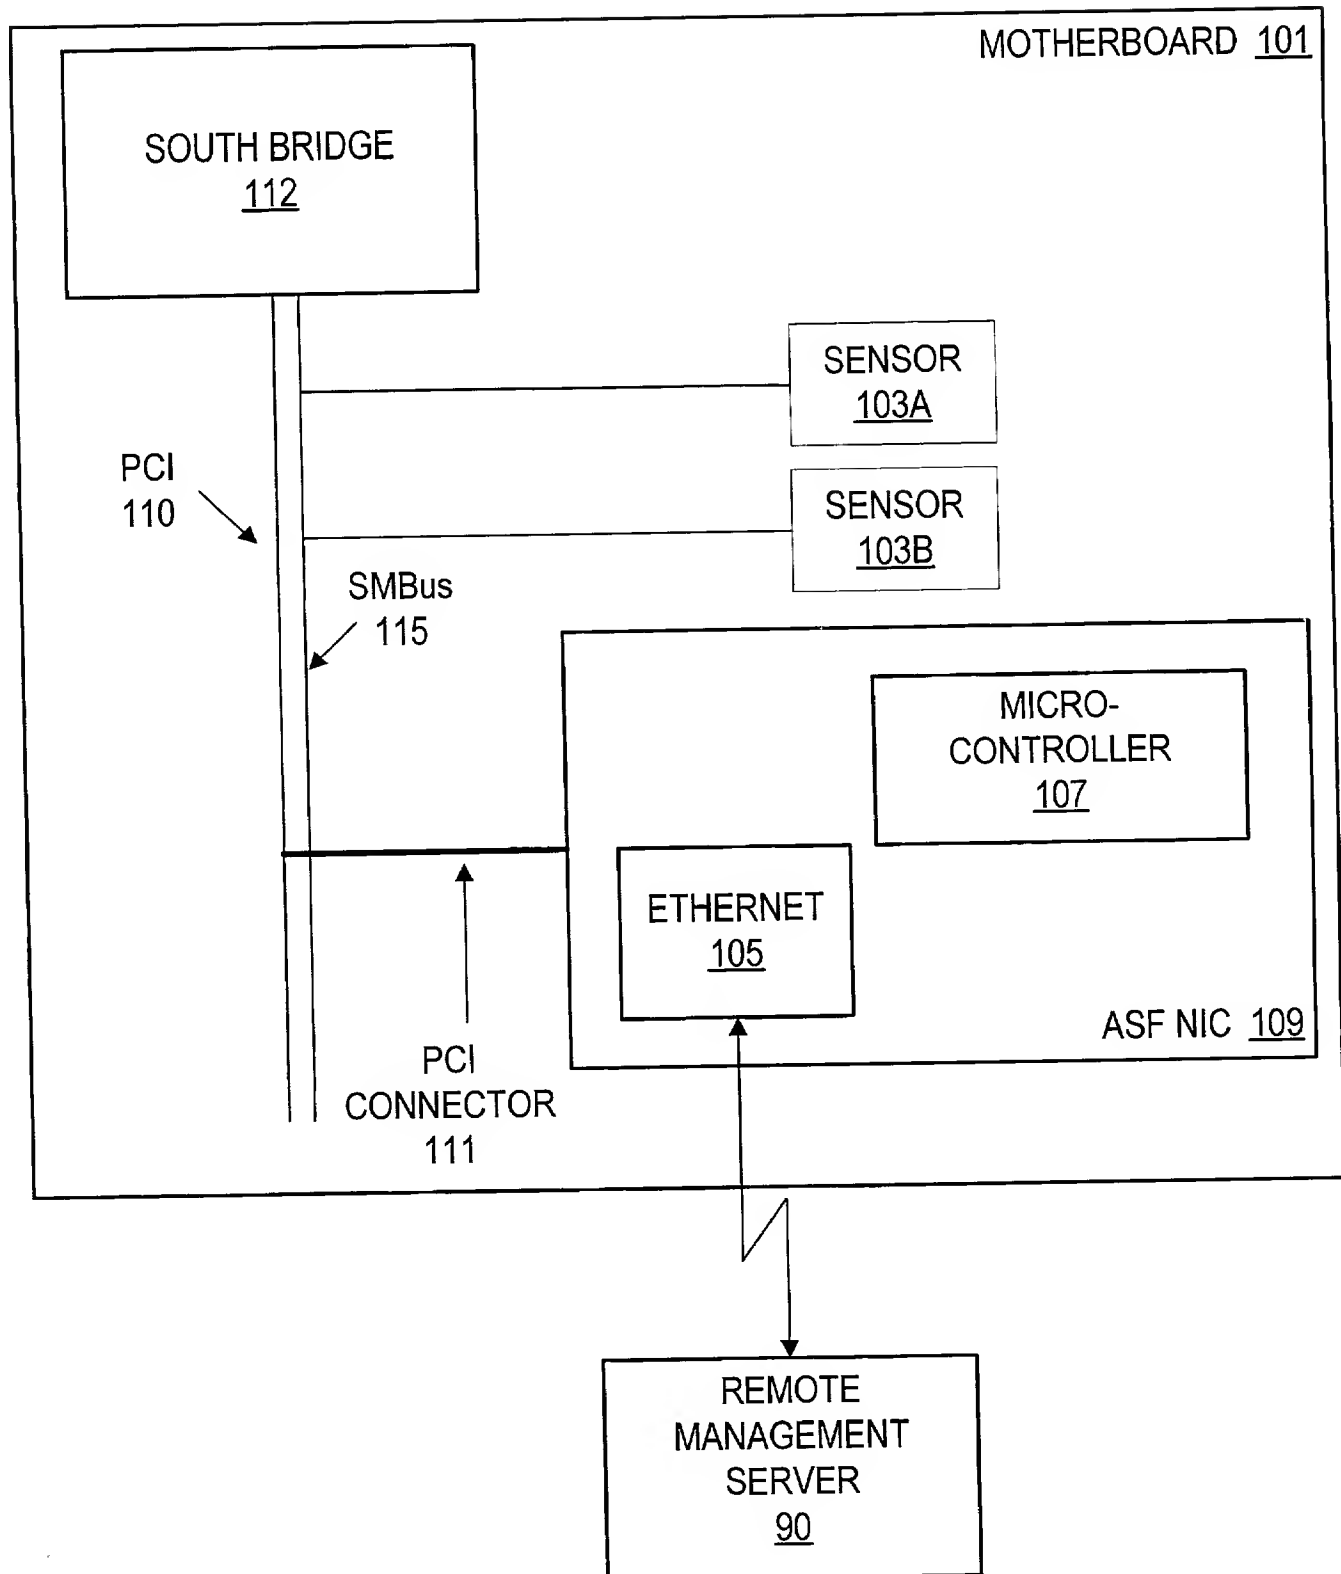 MOTHERBOARD 101
SOUTH BRIDGE
112
SENSOR
103A
PCI
110
SENSOR
103B
SMBus
115
MICRO-
CONTROLLER
107
ETHERNET
105
ASF NIC 109
PCI
CONNECTOR
111
REMOTE
MANAGEMENT
SERVER
90